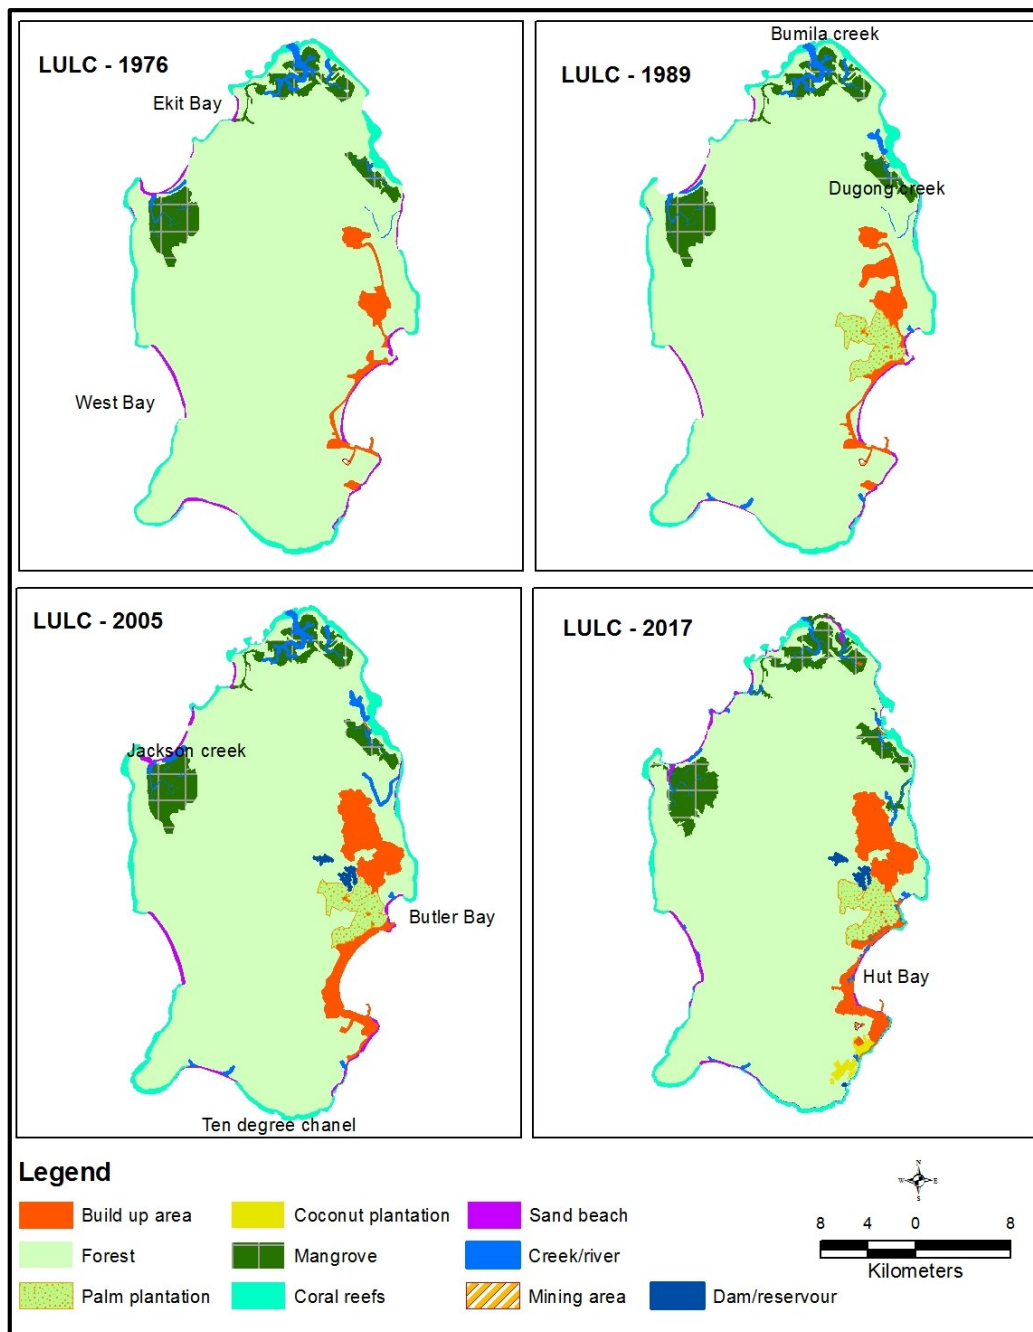 LULC - 1976
Ekit Bay
West Bay
Bumila creek
LULC - 1989
Dugong creek
LULC - 2005
Jackson creek
Butler Bay
Ten degree chanel
LULC - 2017
Hut Bay
Legend
Build up area
Coconut plantation
Sand beach
Forest
Mangrove
Creek/river
Palm plantation
Coral reefs
Mining area
Dam/reservour
N
W E
S
8 4 0 8
Kilometers